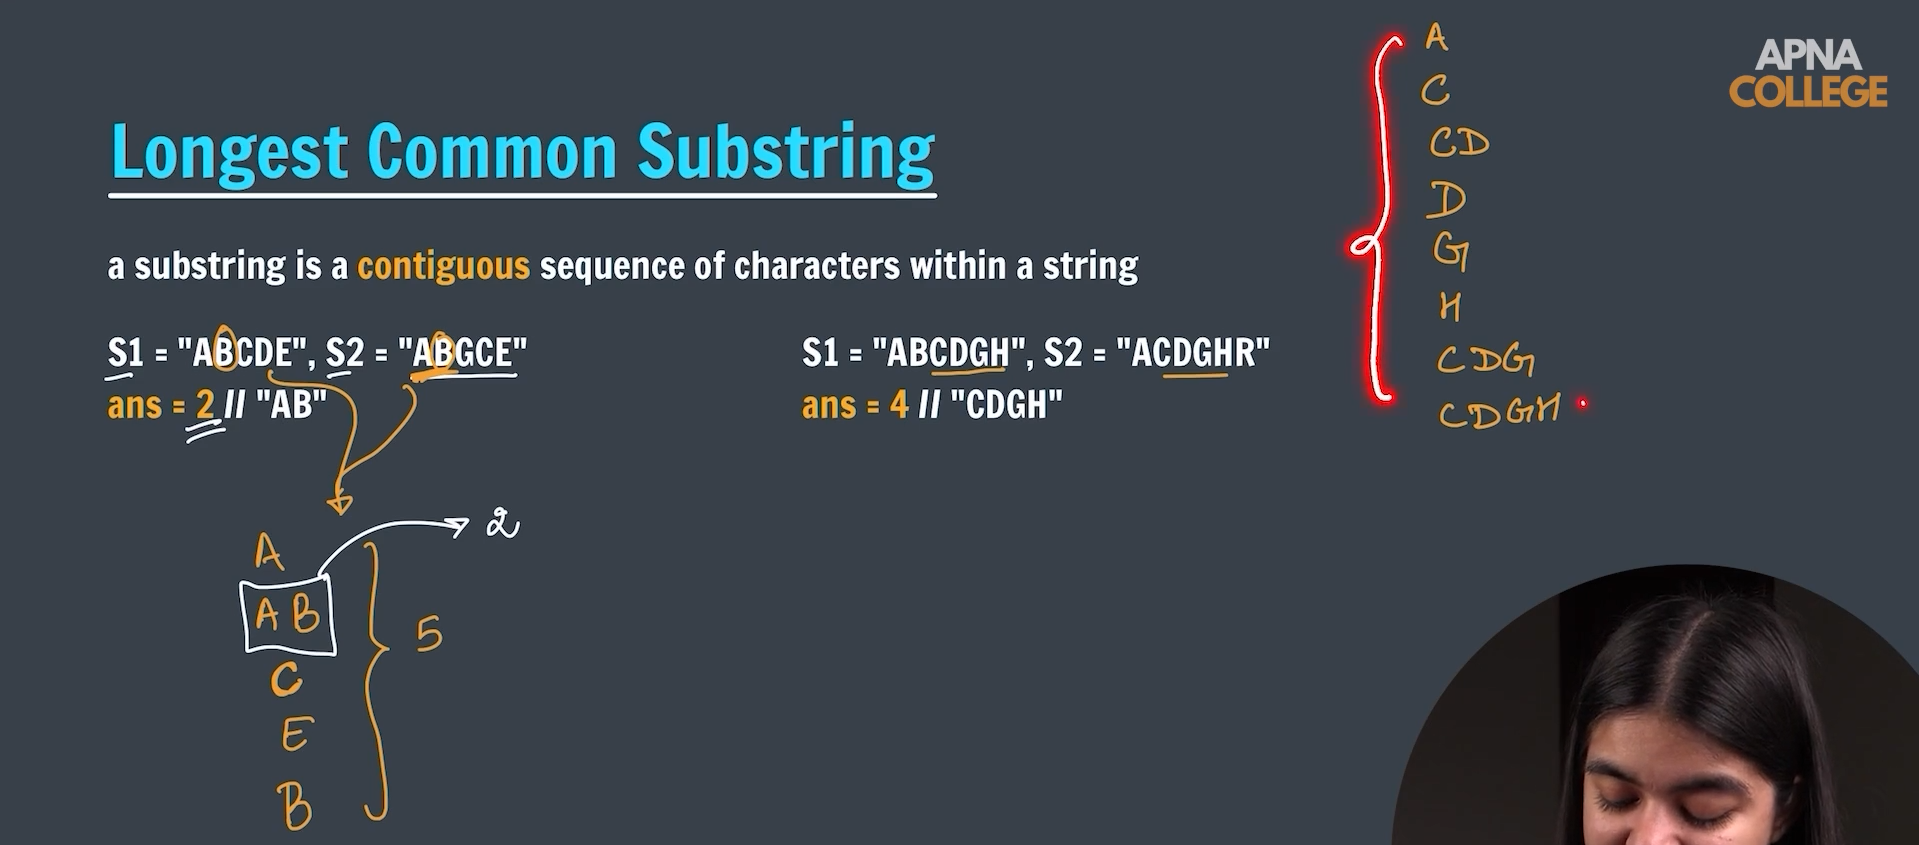 APNA
COLLEGE
Longest Common Substring
a substring is a contiguous sequence of characters within a string
S1 = "ABCDE", S2 = "ABGCE"
ans = 2 // "AB"
A
AB
C
E
B
5
2
S1 = "ABCDGH", S2 = "ACDGHR"
ans = 4 // "CDGH"
A
C
CD
D
G
H
CDG
CDGH